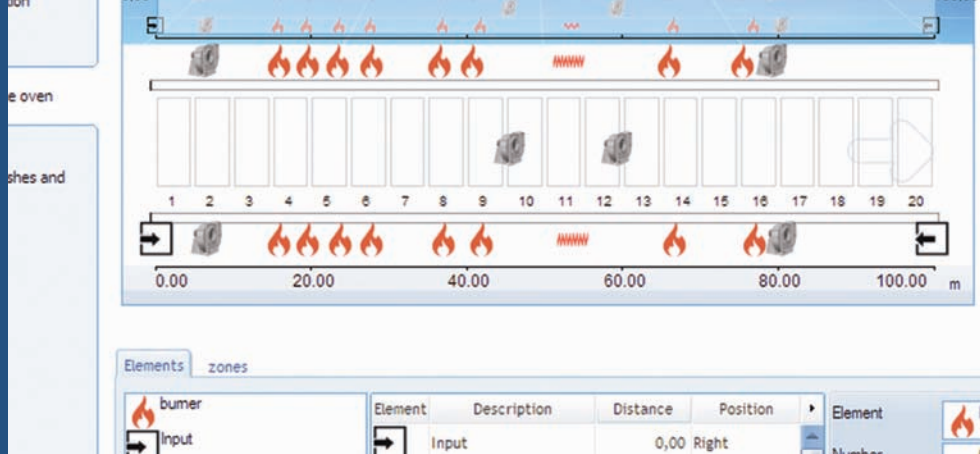 e oven
shes and
1 2 3 4 5 6 7 8 9 10 11 12 13 14 15 16 17 18 19 20
0.00 20.00 40.00 60.00 80.00 100.00 m
Elements zones
burner
Input
Element Description Distance Position
Input 0,00 Right
Element
Number